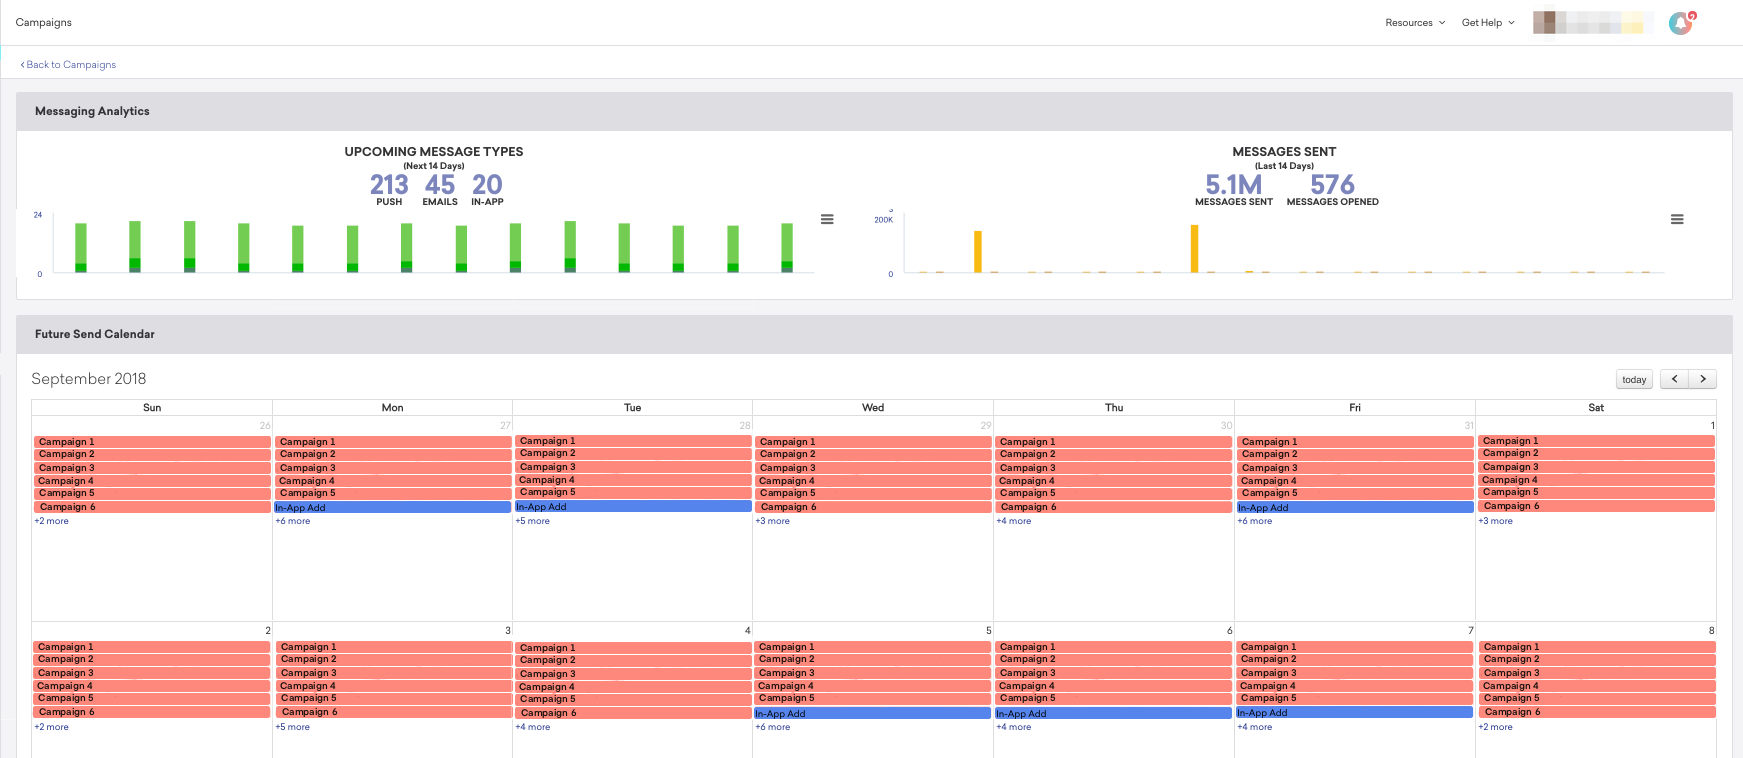 Campaigns
Resources Get Help 2
Back to Campaigns
Messaging Analytics
UPCOMING MESSAGE TYPES
(Next 14 Days)
213 45 20
PUSH EMAILS IN-APP
24
0
MESSAGES SENT
(Last 14 Days)
5.1M 576
MESSAGES SENT MESSAGES OPENED
200K
0
Future Send Calendar
September 2018
today
Sun Mon Tue Wed Thu Fri Sat
26 27 28 29 30 31 1
Campaign 1 Campaign 1 Campaign 1 Campaign 1 Campaign 1 Campaign 1 Campaign 1
Campaign 2 Campaign 2 Campaign 2 Campaign 2 Campaign 2 Campaign 2 Campaign 2
Campaign 3 Campaign 3 Campaign 3 Campaign 3 Campaign 3 Campaign 3 Campaign 3
Campaign 4 Campaign 4 Campaign 4 Campaign 4 Campaign 4 Campaign 4 Campaign 4
Campaign 5 Campaign 5 Campaign 5 Campaign 5 Campaign 5 Campaign 5 Campaign 5
Campaign 6 In-App Add In-App Add Campaign 6 Campaign 6 In-App Add Campaign 6
+2 more +6 more +5 more +3 more +4 more +6 more +3 more
2 3 4 5 6 7 8
Campaign 1 Campaign 1 Campaign 1 Campaign 1 Campaign 1 Campaign 1 Campaign 1
Campaign 2 Campaign 2 Campaign 2 Campaign 2 Campaign 2 Campaign 2 Campaign 2
Campaign 3 Campaign 3 Campaign 3 Campaign 3 Campaign 3 Campaign 3 Campaign 3
Campaign 4 Campaign 4 Campaign 4 Campaign 4 Campaign 4 Campaign 4 Campaign 4
Campaign 5 Campaign 5 Campaign 5 Campaign 5 Campaign 5 Campaign 5 Campaign 5
Campaign 6 Campaign 6 Campaign 6 In-App Add In-App Add In-App Add Campaign 6
+2 more +5 more +4 more +6 more +4 more +4 more +2 more